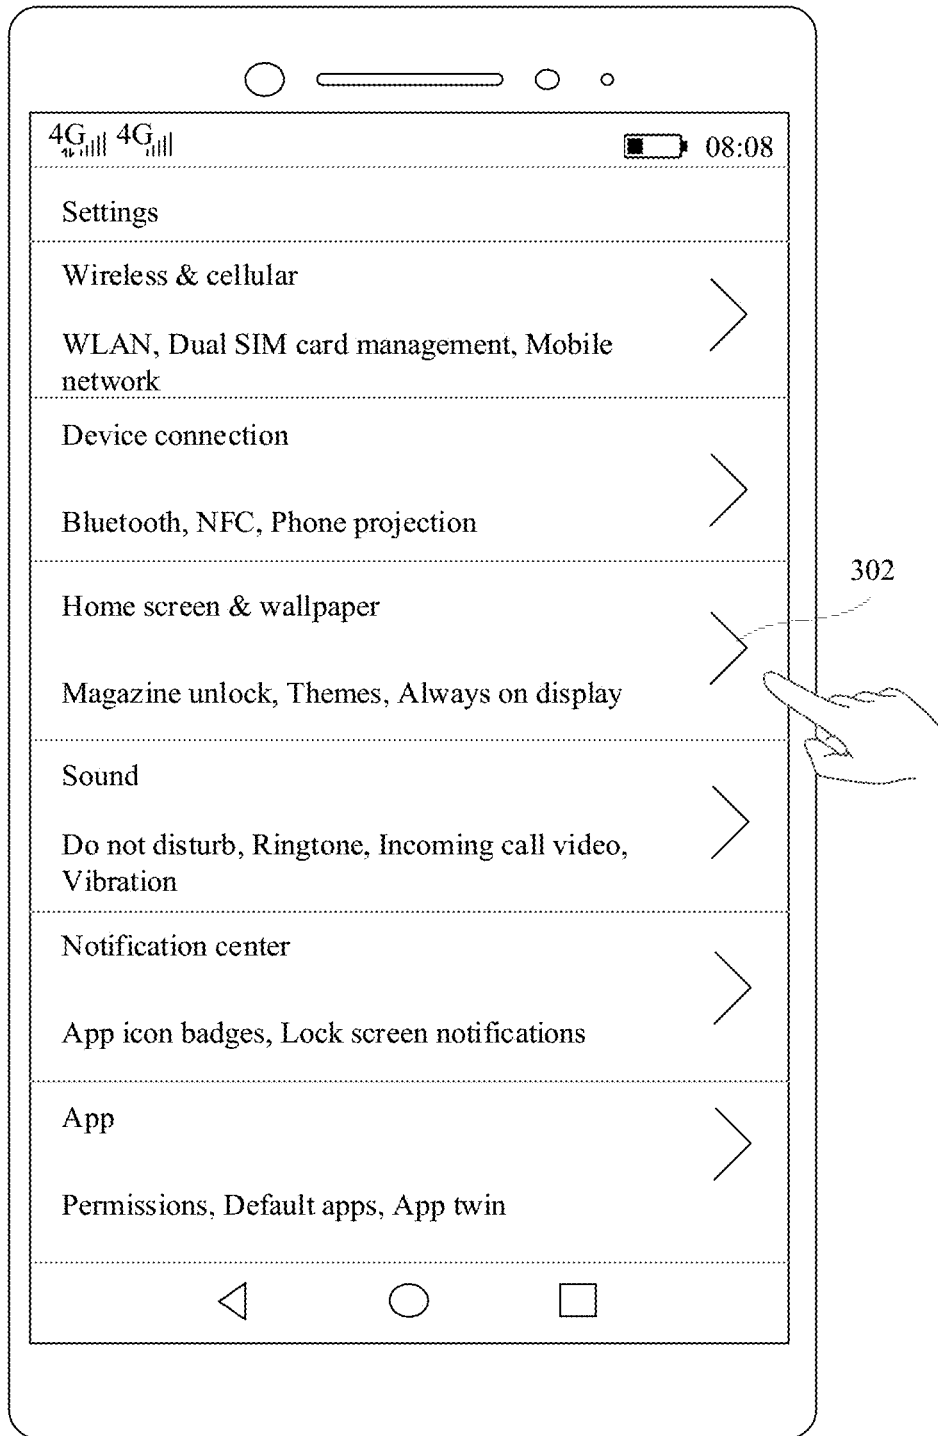 4G 4G 08:08
Settings
Wireless & cellular
WLAN, Dual SIM card management, Mobile
network
Device connection
Bluetooth, NFC, Phone projection
302
Home screen & wallpaper
Magazine unlock, Themes, Always on display
Sound
Do not disturb, Ringtone, Incoming call video,
Vibration
Notification center
App icon badges, Lock screen notifications
App
Permissions, Default apps, App twin